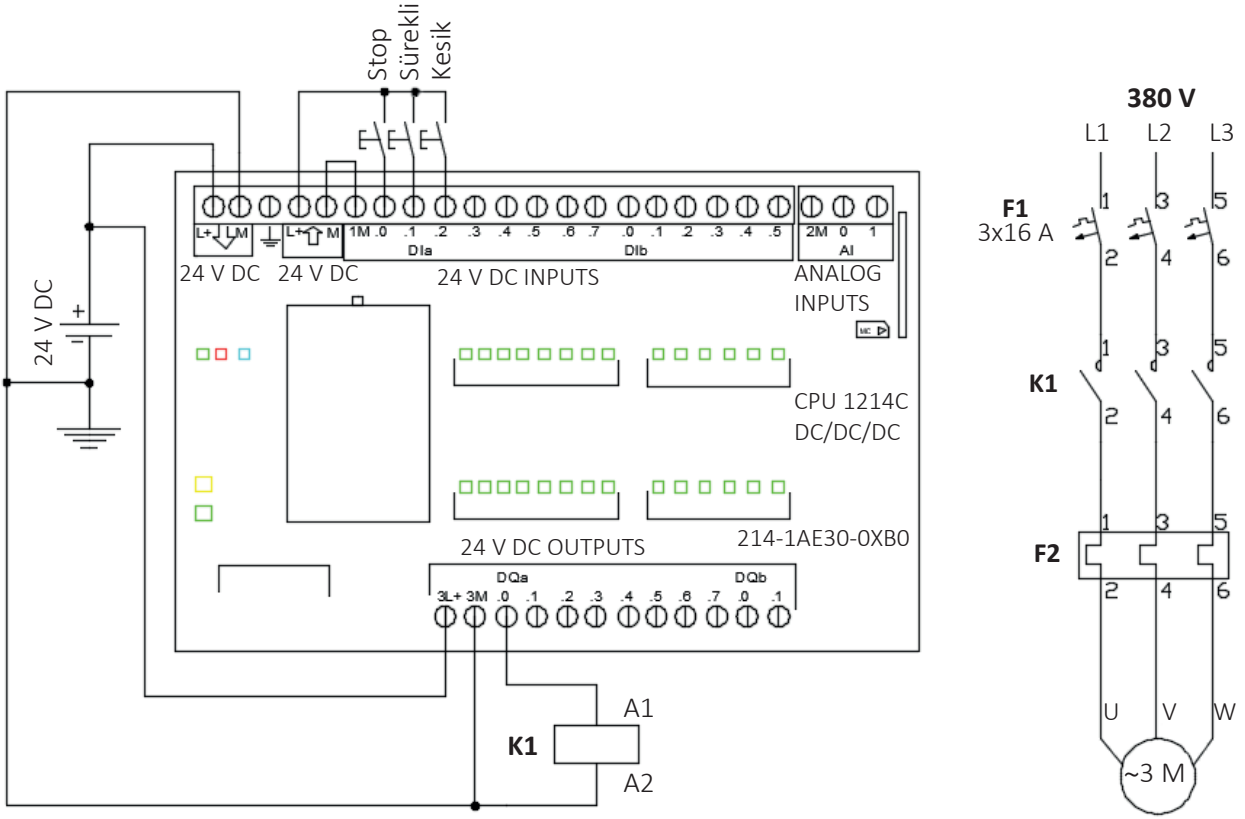 Stop
Sürekli
Kesik
L+ M L+ M 1M .0 .1 .2 .3 .4 .5 .6 .7 .0 .1 .2 .3 .4 .5 2M 0 1
DIa DIb AI
24 V DC 24 V DC 24 V DC INPUTS ANALOG
INPUTS
MC
24 V DC
+
−
CPU 1214C
DC/DC/DC
214-1AE30-0XB0
24 V DC OUTPUTS
DQa DQb
3L+ 3M .0 .1 .2 .3 .4 .5 .6 .7 .0 .1
A1
K1
A2
380 V
L1 L2 L3
1 3 5
F1
3x16 A
2 4 6
1 3 5
K1
2 4 6
1 3 5
F2
2 4 6
U V W
~3 M